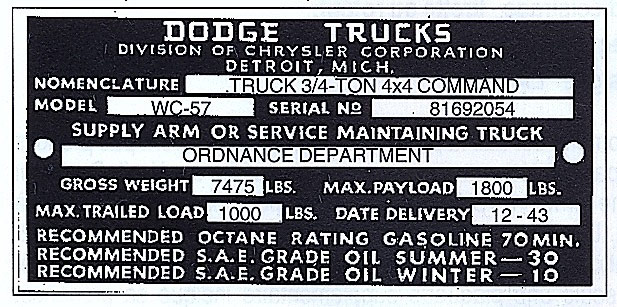 DODGE TRUCKS
DIVISION OF CHRYSLER CORPORATION
DETROIT, MICH.
NOMENCLATURE TRUCK 3/4-TON 4x4 COMMAND
MODEL WC-57 SERIAL Nº 81692054
SUPPLY ARM OR SERVICE MAINTAINING TRUCK
ORDNANCE DEPARTMENT
GROSS WEIGHT 7475 LBS. MAX. PAYLOAD 1800 LBS.
MAX. TRAILED LOAD 1000 LBS. DATE DELIVERY 12 - 43
RECOMMENDED OCTANE RATING GASOLINE 70 MIN.
RECOMMENDED S.A.E. GRADE OIL SUMMER—30
RECOMMENDED S.A.E. GRADE OIL WINTER—10